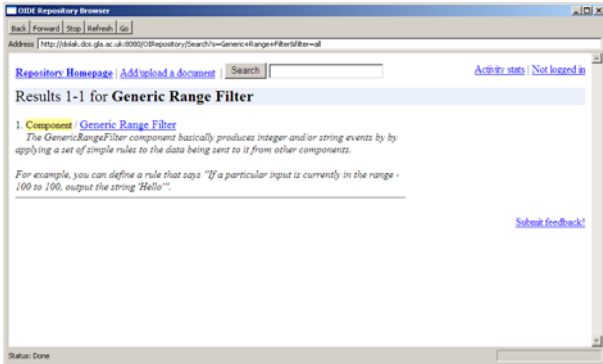 OIDE Repository Browser
Back Forward Stop Refresh Go
Address http://dolak.dcs.gla.ac.uk:8080/OIRepository/Search?s=Generic+Range+Filter&filter=all
Repository Homepage | Add/upload a document | Search Activity stats | Not logged in
Results 1-1 for Generic Range Filter
1. Component / Generic Range Filter
The GenericRangeFilter component basically produces integer and/or string events by by
applying a set of simple rules to the data being sent to it from other components.
For example, you can define a rule that says "If a particular input is currently in the range -
100 to 100, output the string 'Hello'".
Submit feedback!
Status: Done